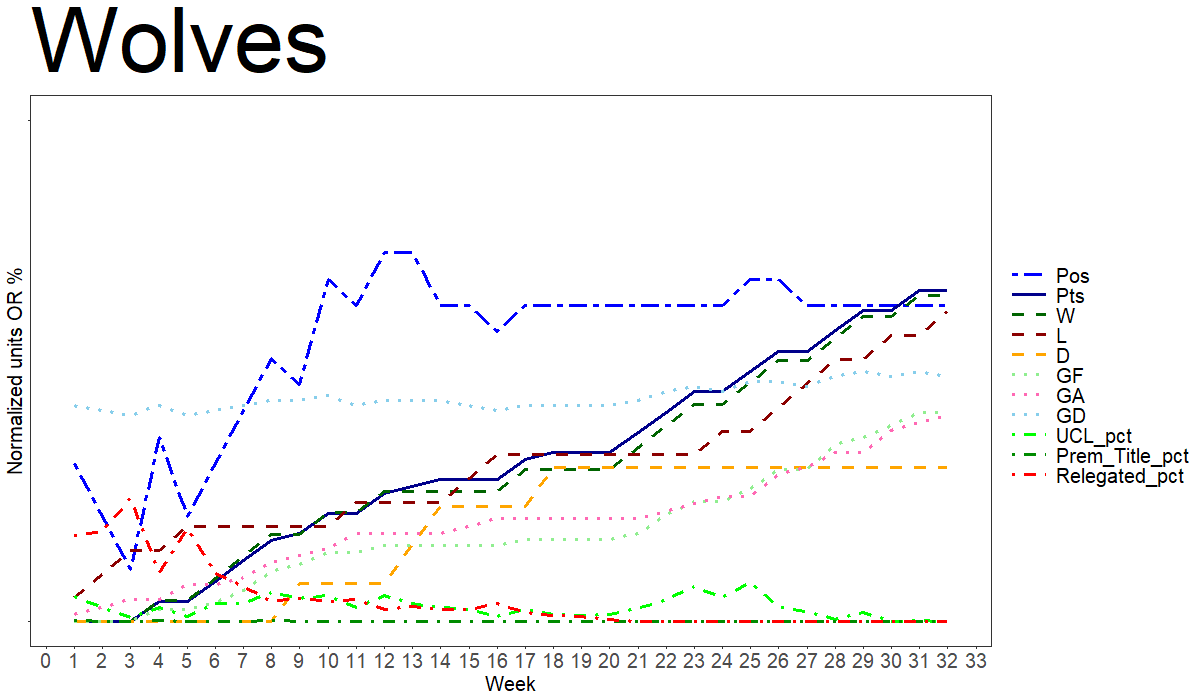 Wolves
Normalized units OR %
0 1 2 3 4 5 6 7 8 9 10 11 12 13 14 15 16 17 18 19 20 21 22 23 24 25 26 27 28 29 30 31 32 33
Week
Pos
Pts
W
L
D
GF
GA
GD
UCL_pct
Prem_Title_pct
Relegated_pct